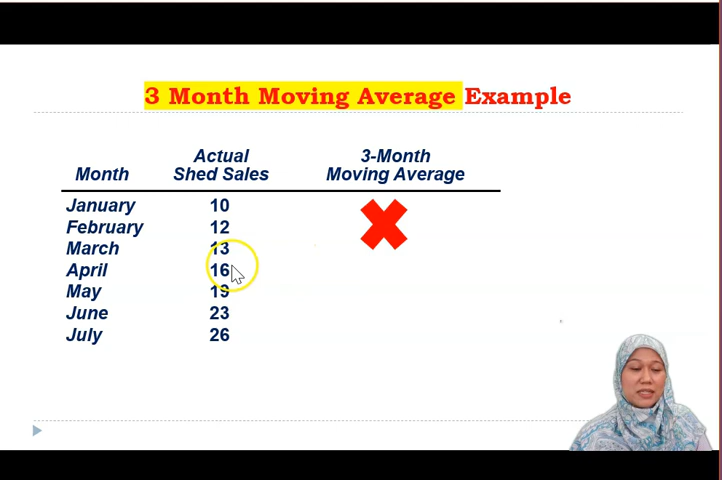 3 Month Moving Average Example
Actual 3-Month
Month Shed Sales Moving Average
January 10
February 12
March 13
April 16
May 19
June 23
July 26